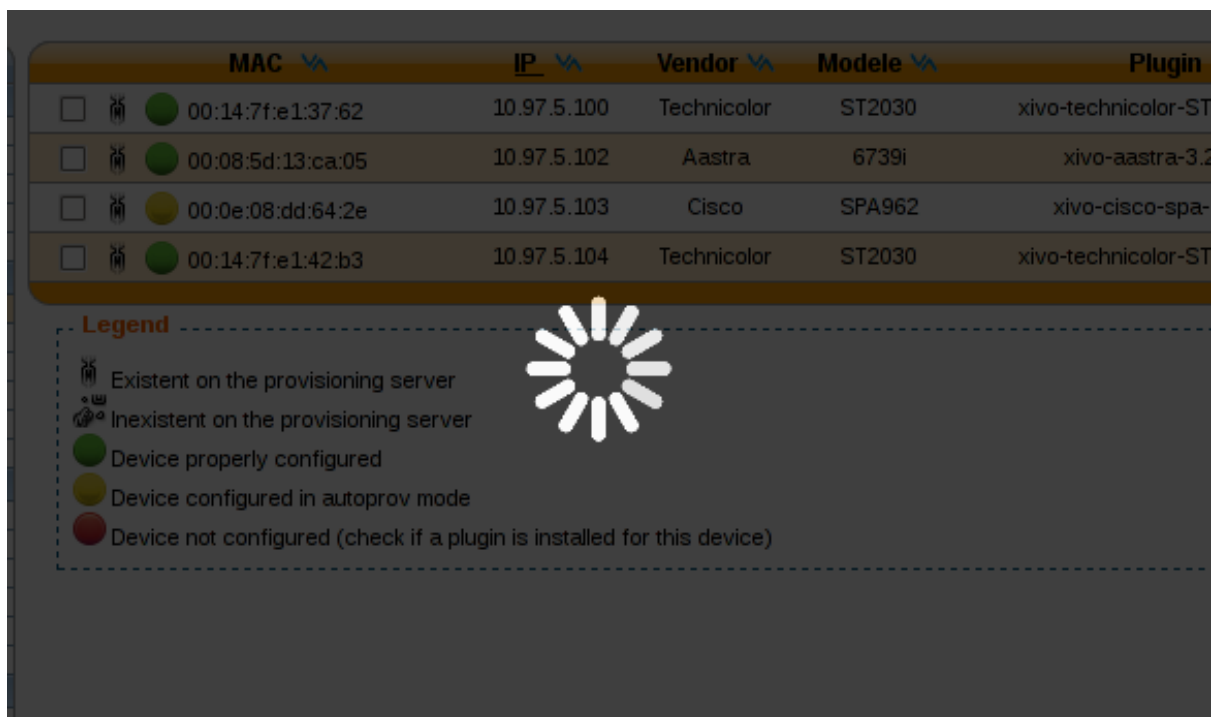 MAC IP Vendor Modele Plugin
00:14:7f:e1:37:62 10.97.5.100 Technicolor ST2030 xivo-technicolor-ST
00:08:5d:13:ca:05 10.97.5.102 Aastra 6739i xivo-aastra-3.2
00:0e:08:dd:64:2e 10.97.5.103 Cisco SPA962 xivo-cisco-spa-
00:14:7f:e1:42:b3 10.97.5.104 Technicolor ST2030 xivo-technicolor-ST
Legend
Existent on the provisioning server
Inexistent on the provisioning server
Device properly configured
Device configured in autoprov mode
Device not configured (check if a plugin is installed for this device)